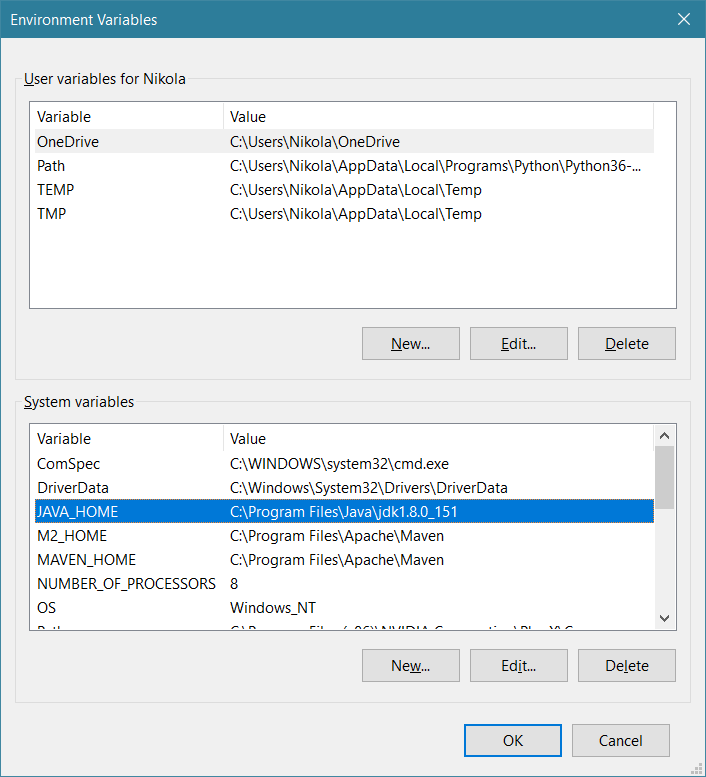 Environment Variables
User variables for Nikola
Variable Value
OneDrive C:\Users\Nikola\OneDrive
Path C:\Users\Nikola\AppData\Local\Programs\Python\Python36-...
TEMP C:\Users\Nikola\AppData\Local\Temp
TMP C:\Users\Nikola\AppData\Local\Temp
New... Edit... Delete
System variables
Variable Value
ComSpec C:\WINDOWS\system32\cmd.exe
DriverData C:\Windows\System32\Drivers\DriverData
JAVA_HOME C:\Program Files\Java\jdk1.8.0_151
M2_HOME C:\Program Files\Apache\Maven
MAVEN_HOME C:\Program Files\Apache\Maven
NUMBER_OF_PROCESSORS 8
OS Windows_NT
New... Edit... Delete
OK Cancel